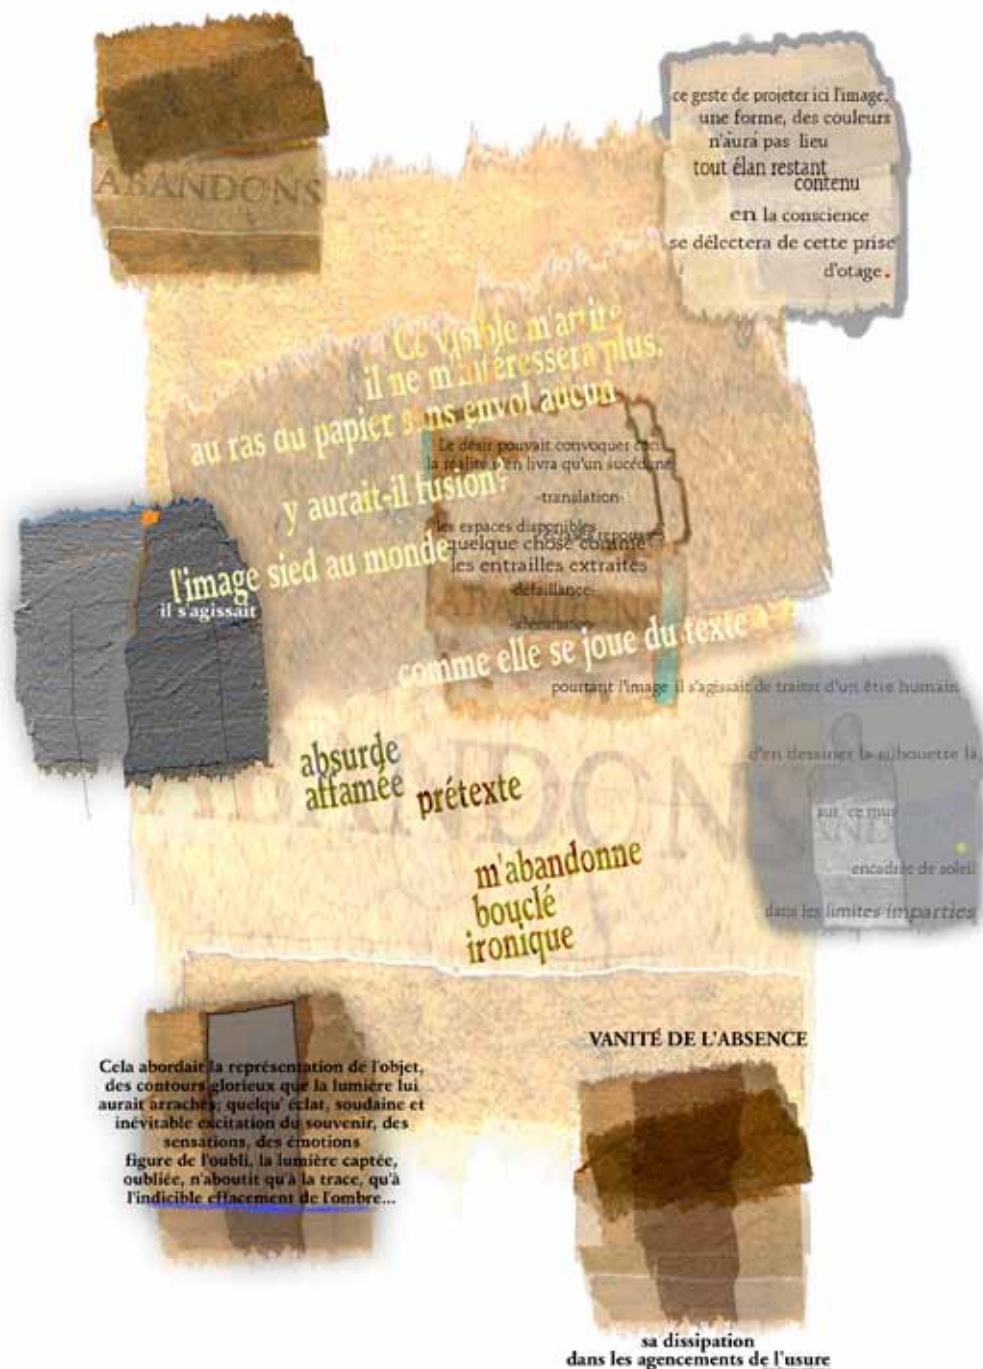 ABANDONS
ce geste de projeter ici l'image,
une forme, des couleurs
n'aura pas lieu
tout élan restant
contenu
en la conscience
se délectera de cette prise
d'otage.
Ce visible m'attire
il ne m'intéressera plus.
au ras du papier sans envol aucun
y aurait-il fusion?
l'image sied au monde
il s'agissait
comme elle se joue du texte
Le désir pouvait convoquer
la réalité n'en livra qu'un
-translation-
les espaces disponibles
quelque chose comme
les entrailles extraites
-défaillance-
pourtant l'image il s'agissait de traiter d'un être humain
d'en dessiner la silhouette là,
sur ce mur
encadrée de soleil
dans les limites imparties
ABANDONS
absurde
affamée
prétexte
m'abandonne
bouclé
ironique
Cela abordait la représentation de l'objet,
des contours glorieux que la lumière lui
aurait arrachés; quelqu' éclat, soudaine et
inévitable excitation du souvenir, des
sensations, des émotions
figure de l'oubli, la lumière captée,
oubliée, n'aboutit qu'à la trace, qu'à
l'indicible effacement de l'ombre...
VANITÉ DE L'ABSENCE
sa dissipation
dans les agencements de l'usure